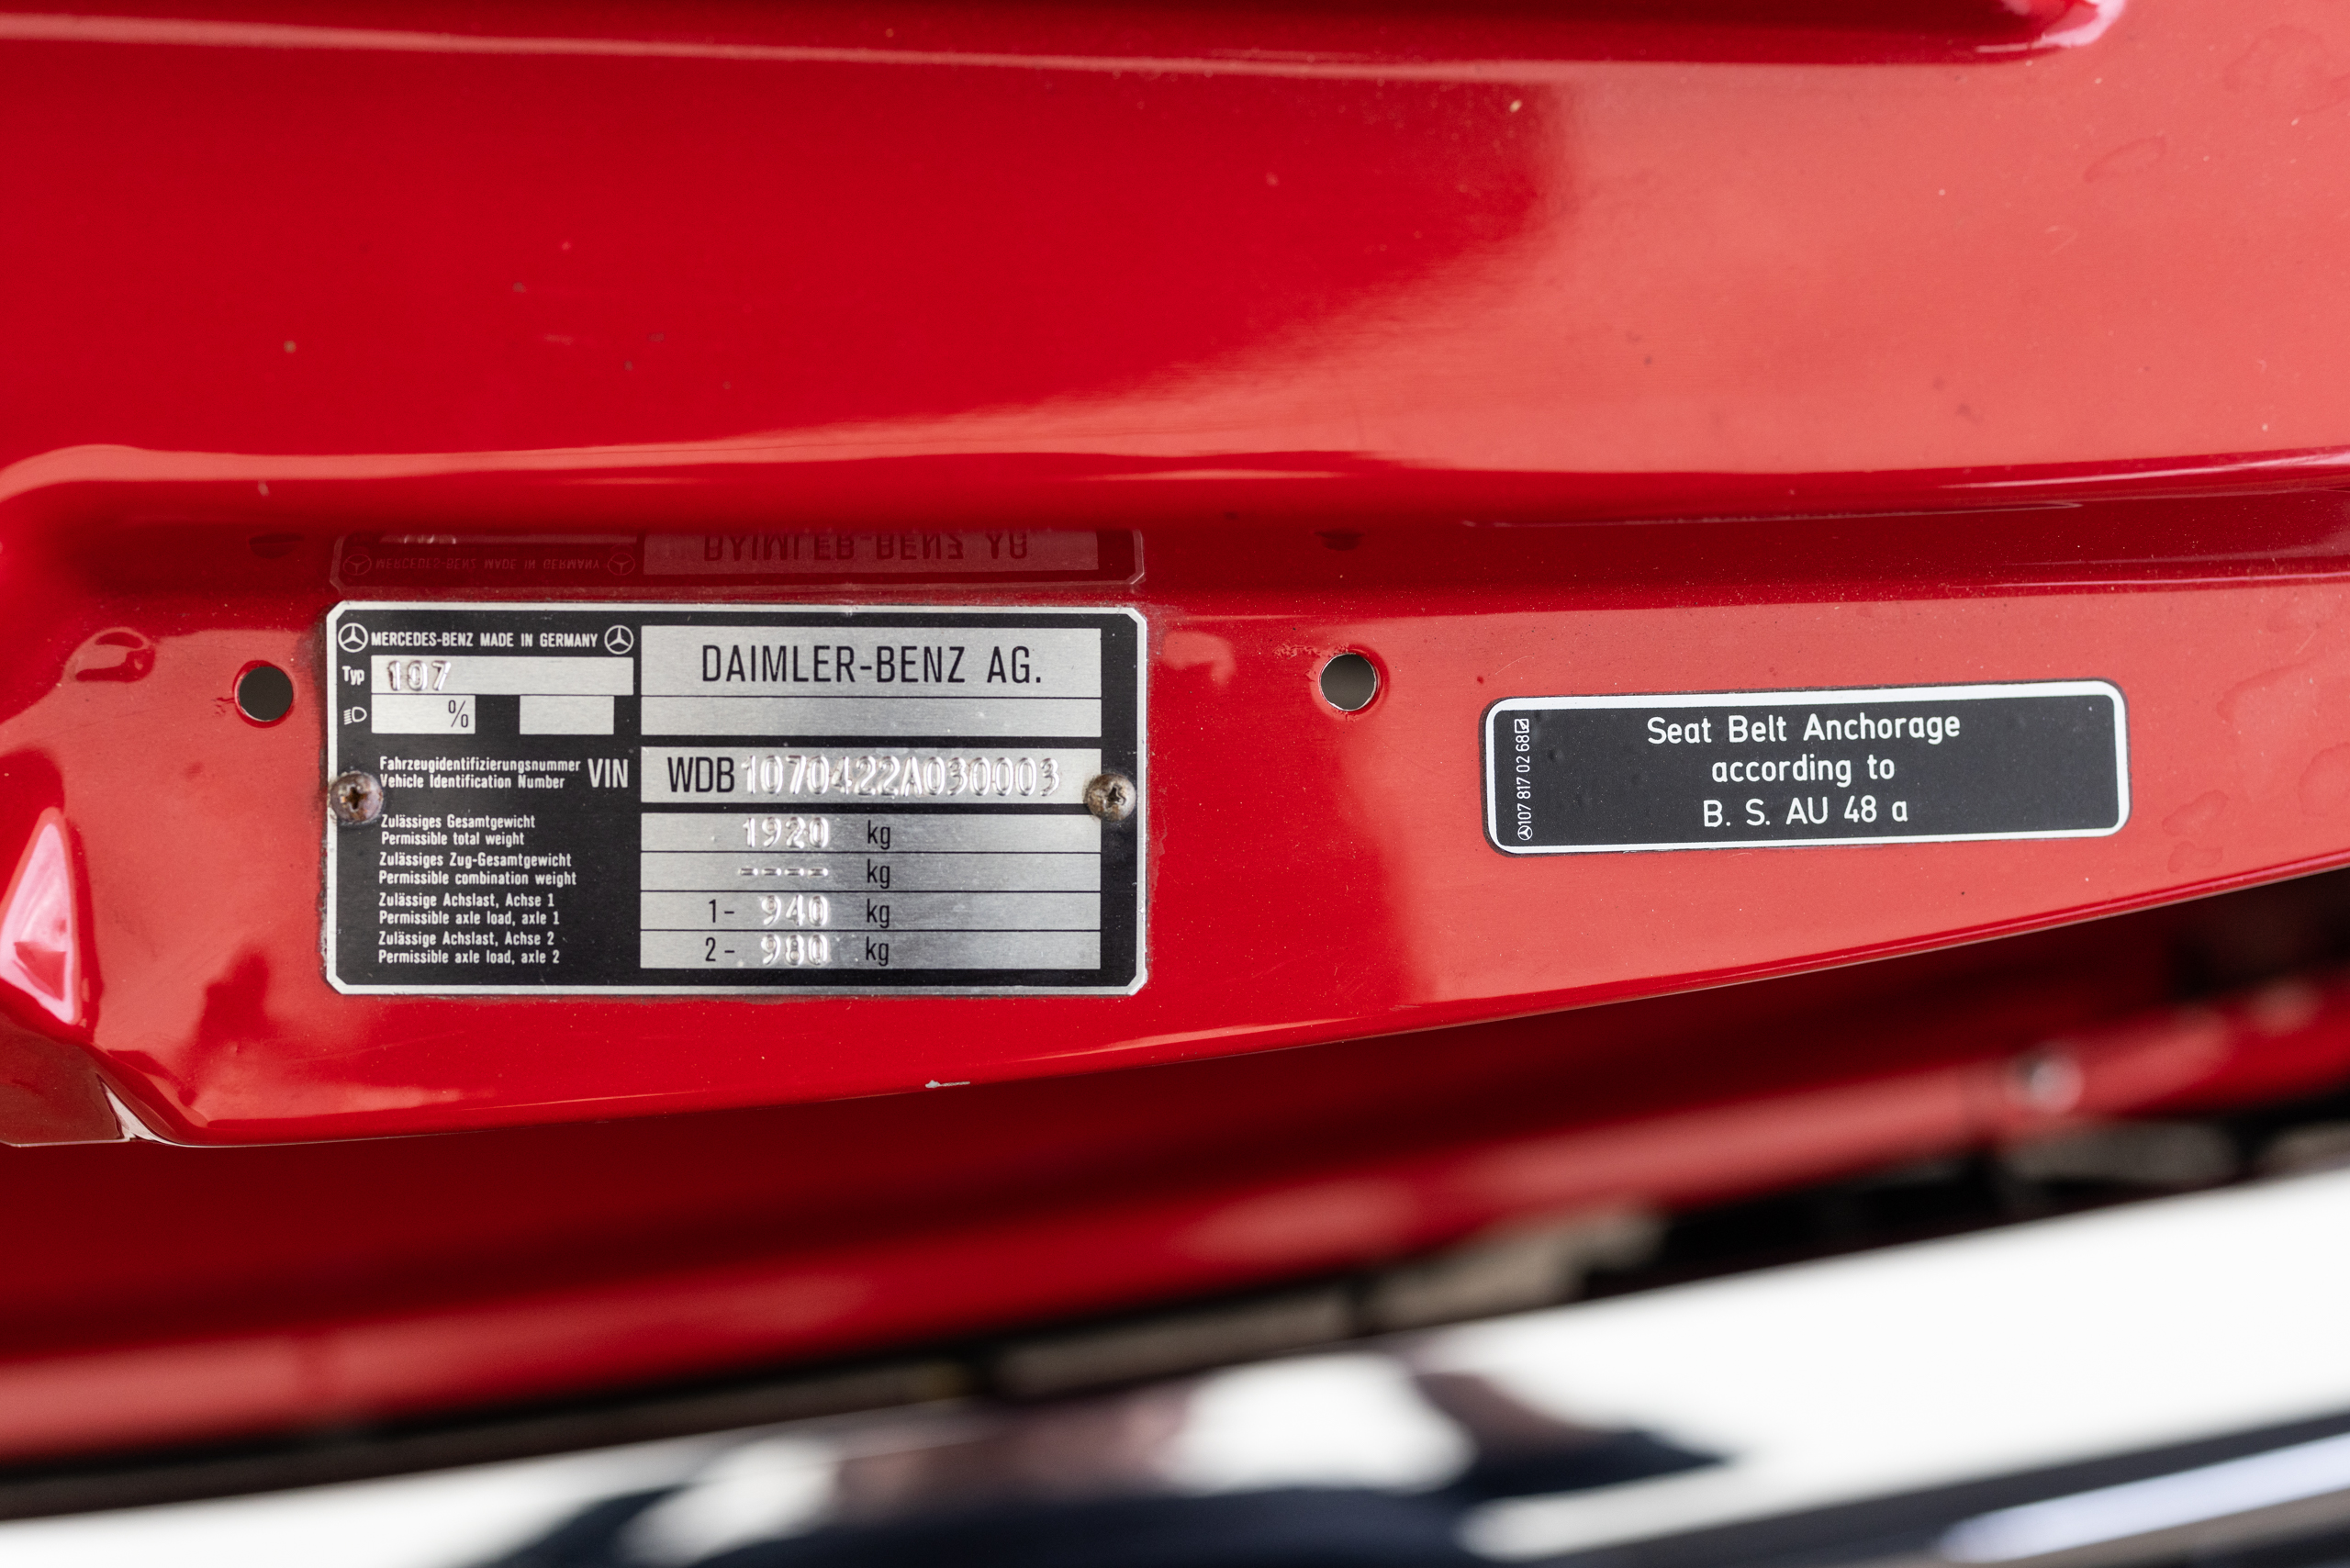 MERCEDES-BENZ MADE IN GERMANY
DAIMLER-BENZ AG.
Typ 107
%
Fahrzeugidentifizierungsnummer
Vehicle Identification Number
VIN
WDB1070422A030003
Zulässiges Gesamtgewicht
Permissible total weight
1920 kg
Zulässiges Zug-Gesamtgewicht
Permissible combination weight
---- kg
Zulässige Achslast, Achse 1
Permissible axle load, axle 1
1- 940 kg
Zulässige Achslast, Achse 2
Permissible axle load, axle 2
2- 980 kg
107 817 02 68
Seat Belt Anchorage
according to
B. S. AU 48 a